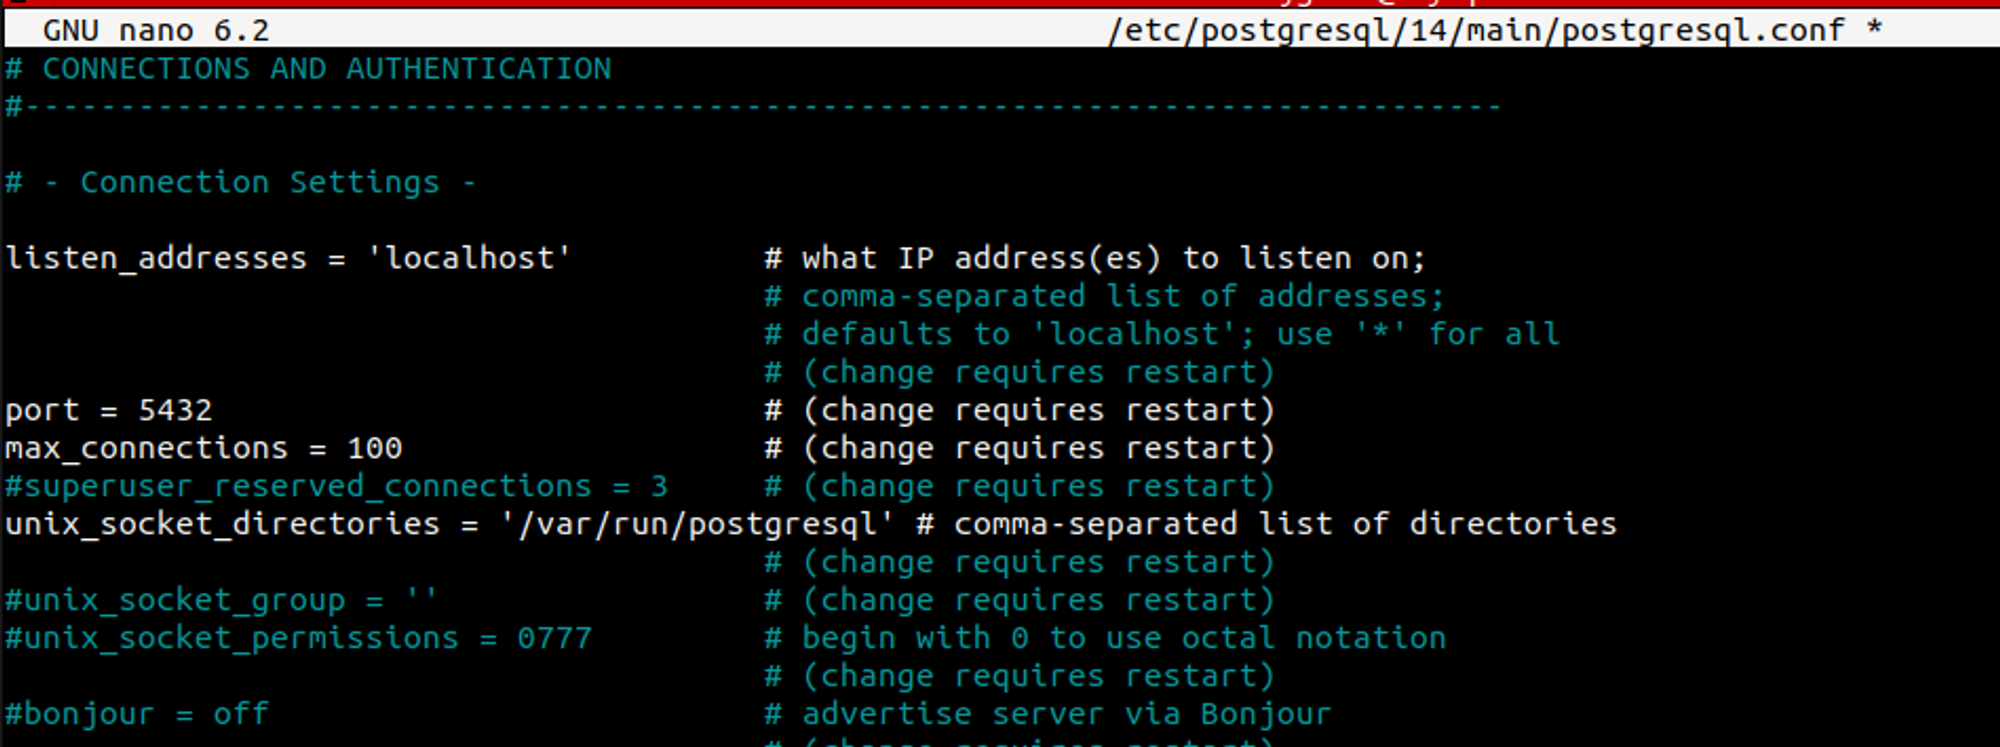 GNU nano 6.2 /etc/postgresql/14/main/postgresql.conf *
# CONNECTIONS AND AUTHENTICATION
#------------------------------------------------------------------------------
# - Connection Settings -
listen_addresses = 'localhost' # what IP address(es) to listen on;
# comma-separated list of addresses;
# defaults to 'localhost'; use '*' for all
# (change requires restart)
port = 5432 # (change requires restart)
max_connections = 100 # (change requires restart)
#superuser_reserved_connections = 3 # (change requires restart)
unix_socket_directories = '/var/run/postgresql' # comma-separated list of directories
# (change requires restart)
#unix_socket_group = '' # (change requires restart)
#unix_socket_permissions = 0777 # begin with 0 to use octal notation
# (change requires restart)
#bonjour = off # advertise server via Bonjour
# (change requires restart)